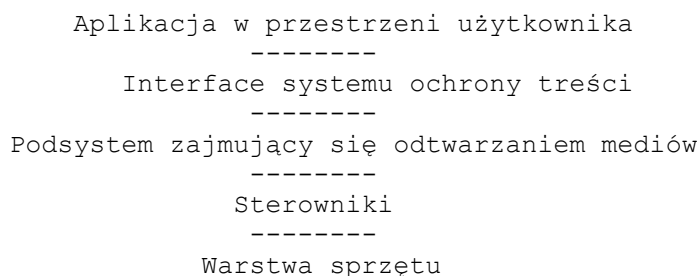 Aplikacja w przestrzeni użytkownika
--------
Interface systemu ochrony treści
--------
Podsystem zajmujący się odtwarzaniem mediów
--------
Sterowniki
--------
Warstwa sprzętu